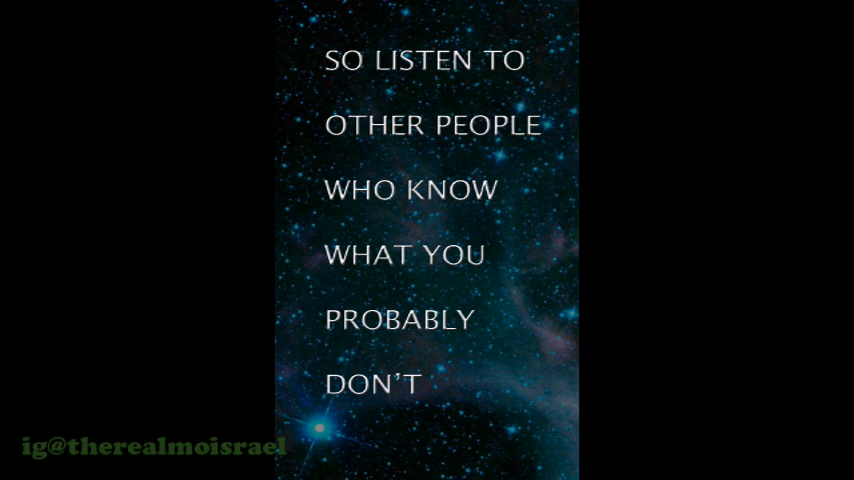 SO LISTEN TO
OTHER PEOPLE
WHO KNOW
WHAT YOU
PROBABLY
DON’T
ig@therealmoisrael